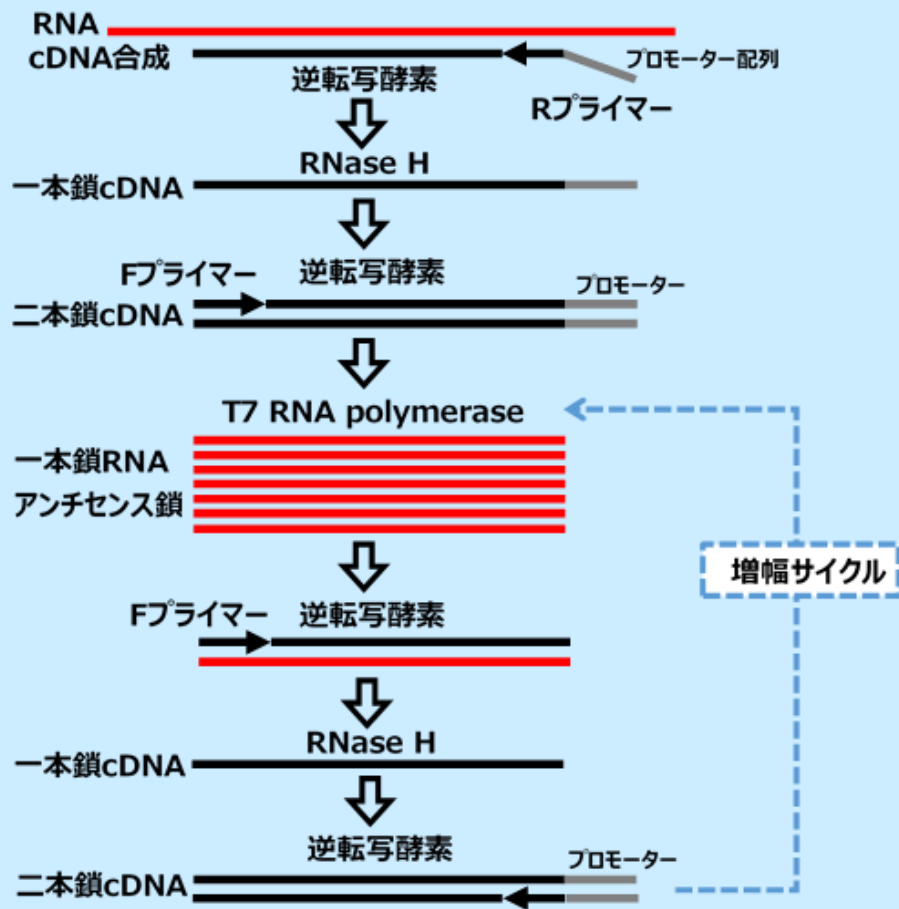 RNA
cDNA合成
プロモーター配列
逆転写酵素
Rプライマー
RNase H
一本鎖cDNA
Fプライマー
逆転写酵素
プロモーター
二本鎖cDNA
T7 RNA polymerase
一本鎖RNA
アンチセンス鎖
増幅サイクル
Fプライマー
逆転写酵素
RNase H
一本鎖cDNA
逆転写酵素
プロモーター
二本鎖cDNA